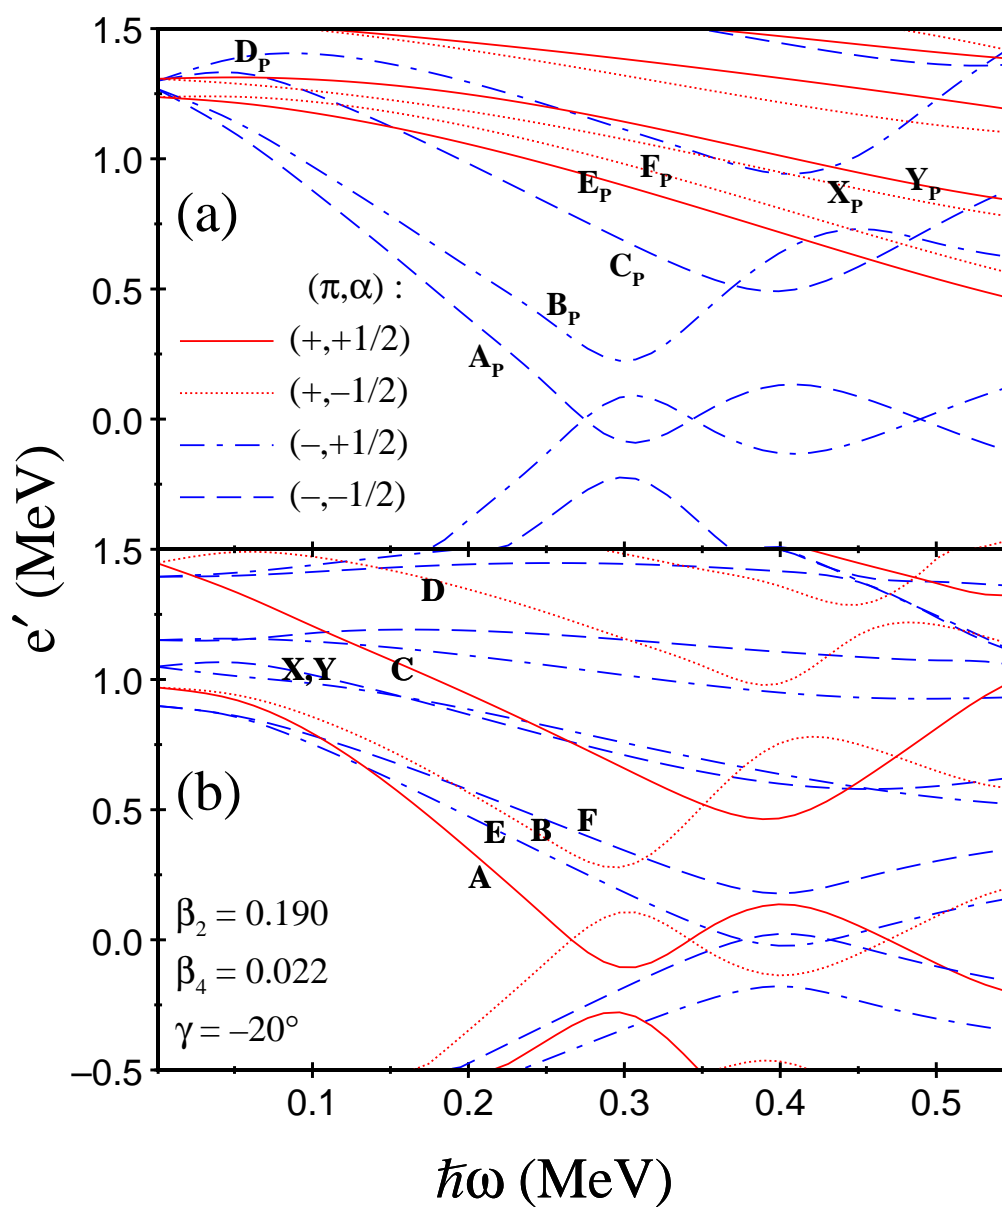 1.5
D_P
1.0
F_P
E_P
X_P
Y_P
(a)
C_P
(π,α) :
0.5
B_P
(+,+1/2)
A_P
(+,−1/2)
0.0
(−,+1/2)
(−,−1/2)
e′ (MeV)
1.5
D
X,Y
C
1.0
(b)
0.5
E
B
F
A
β₂ = 0.190
0.0
β₄ = 0.022
γ = −20°
−0.5
0.1 0.2 0.3 0.4 0.5
ℏω (MeV)